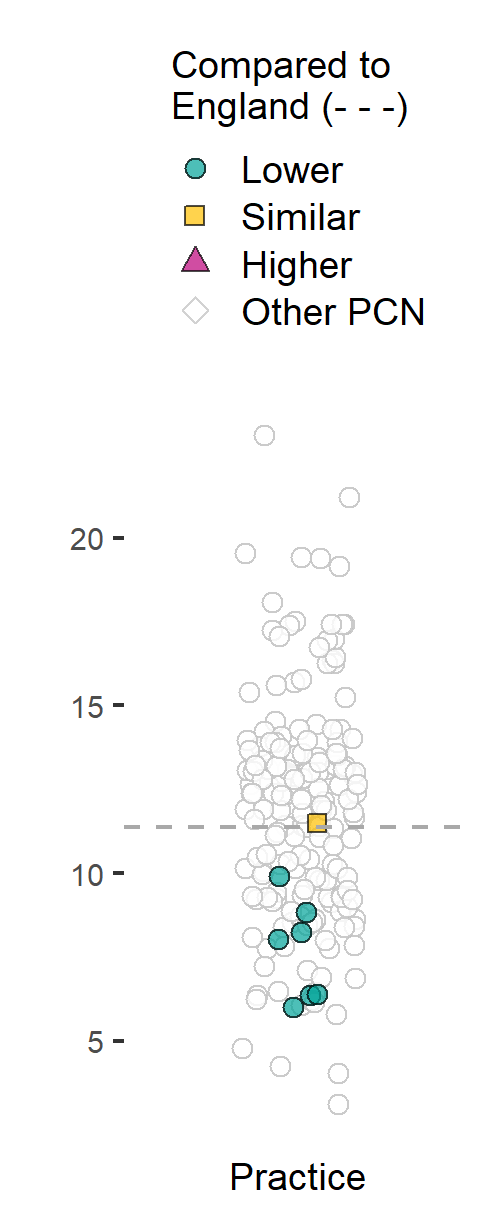 Compared to
England (- - -)
Lower
Similar
Higher
Other PCN
20
15
10
5
Practice